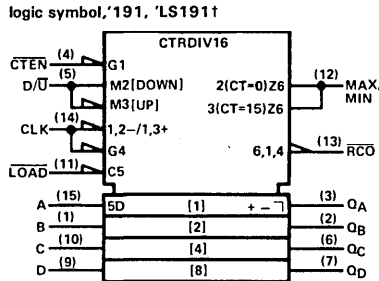 logic symbol,'191, 'LS191†
CTRDIV16
CTEN (4) G1
D/U (5) M2[DOWN] 2(CT=0)Z6 (12) MAX/
M3[UP] 3(CT=15)Z6 MIN
CLK (14) 1,2−/1,3+
G4 6,1,4 (13) RCO
LOAD (11) C5
A (15) 5D [1] + − ¬ (3) QA
B (1) [2] (2) QB
C (10) [4] (6) QC
D (9) [8] (7) QD